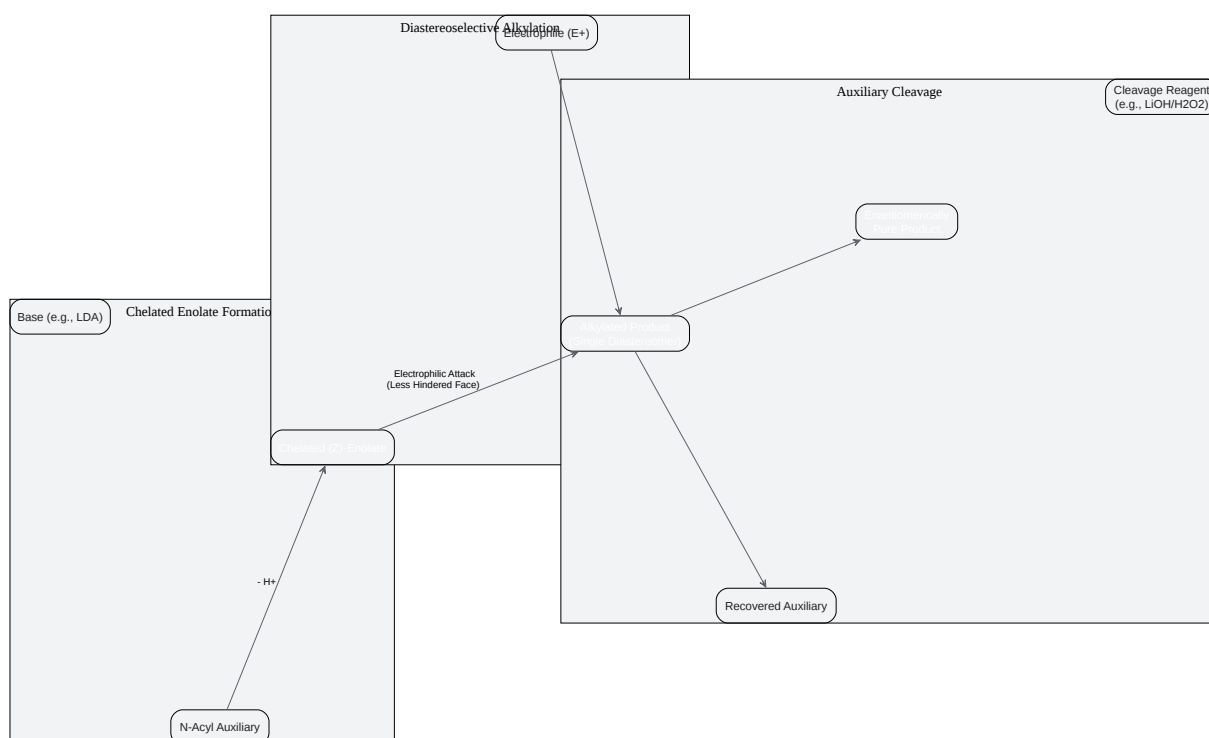 Diastereoselective Alkylation
Electrophile (E+)
Auxiliary Cleavage
Cleavage Reagent
(e.g., LiOH/H2O2)
Enantiomerically
Pure Product
Base (e.g., LDA)
Chelated Enolate Formatio
Alkylated Product
(Single Diastereomer)
Electrophilic Attack
(Less Hindered Face)
Chelated (Z)-Enolate
- H+
Recovered Auxiliary
N-Acyl Auxiliary